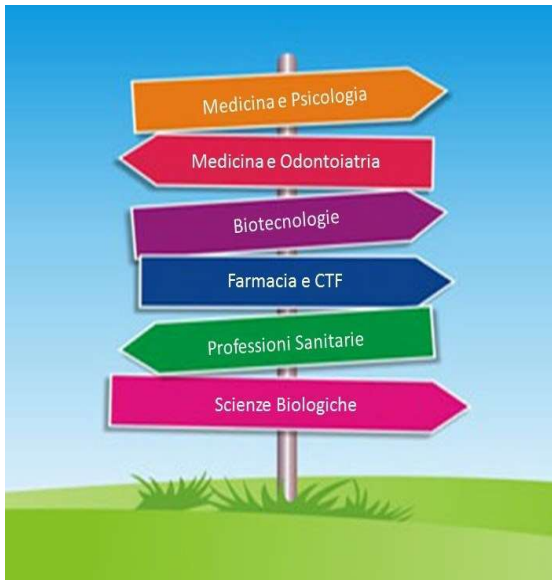 Medicina e Psicologia
Medicina e Odontoiatria
Biotecnologie
Farmacia e CTF
Professioni Sanitarie
Scienze Biologiche